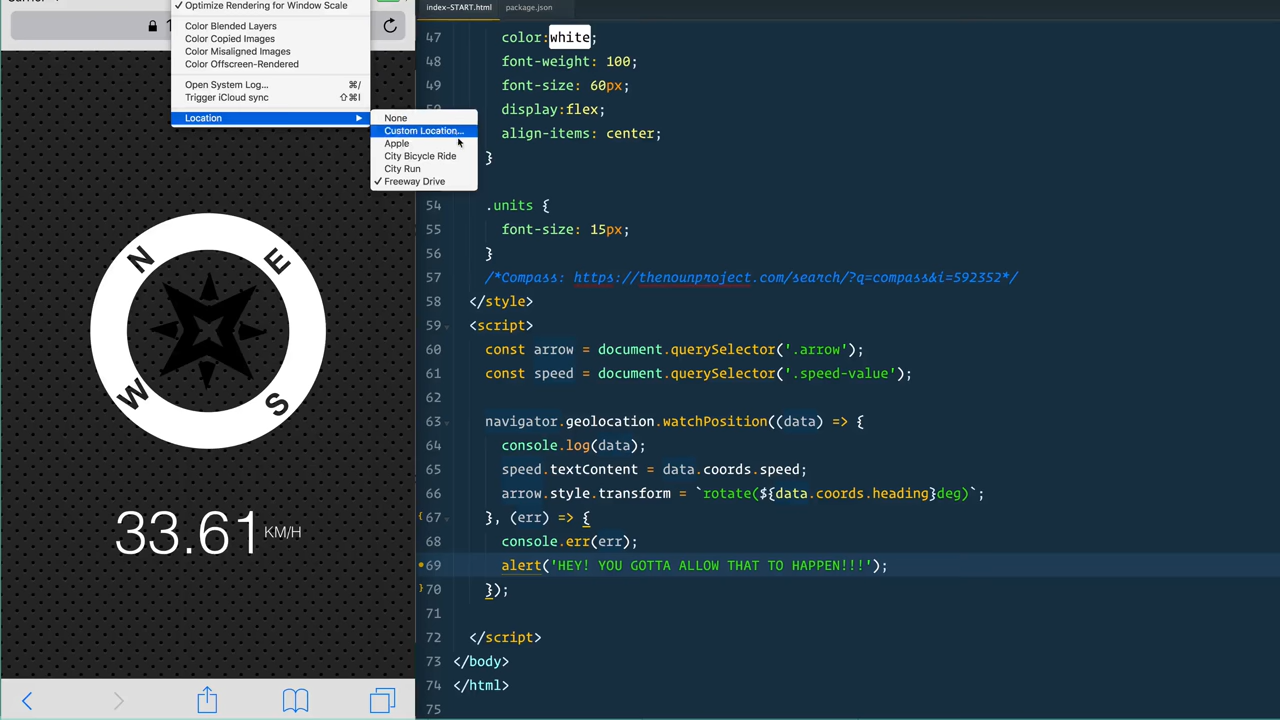 Optimize Rendering for Window Scale
Color Blended Layers
Color Copied Images
Color Misaligned Images
Color Offscreen-Rendered
Open System Log... ⌘/
Trigger iCloud sync ⇧⌘I
Location
None
Custom Location...
Apple
City Bicycle Ride
City Run
✓ Freeway Drive
N
E
W
S
33.61 KM/H
index-START.html package.json
47 color:white;
48 font-weight: 100;
49 font-size: 60px;
display:flex;
align-items: center;
}
54 .units {
55 font-size: 15px;
56 }
57 /*Compass: https://thenounproject.com/search/?q=compass&i=592352*/
58 </style>
59 <script>
60 const arrow = document.querySelector('.arrow');
61 const speed = document.querySelector('.speed-value');
62
63 navigator.geolocation.watchPosition((data) => {
64 console.log(data);
65 speed.textContent = data.coords.speed;
66 arrow.style.transform = `rotate(${data.coords.heading}deg)`;
67 }, (err) => {
68 console.err(err);
69 alert('HEY! YOU GOTTA ALLOW THAT TO HAPPEN!!!');
70 });
71
72 </script>
73 </body>
74 </html>
75